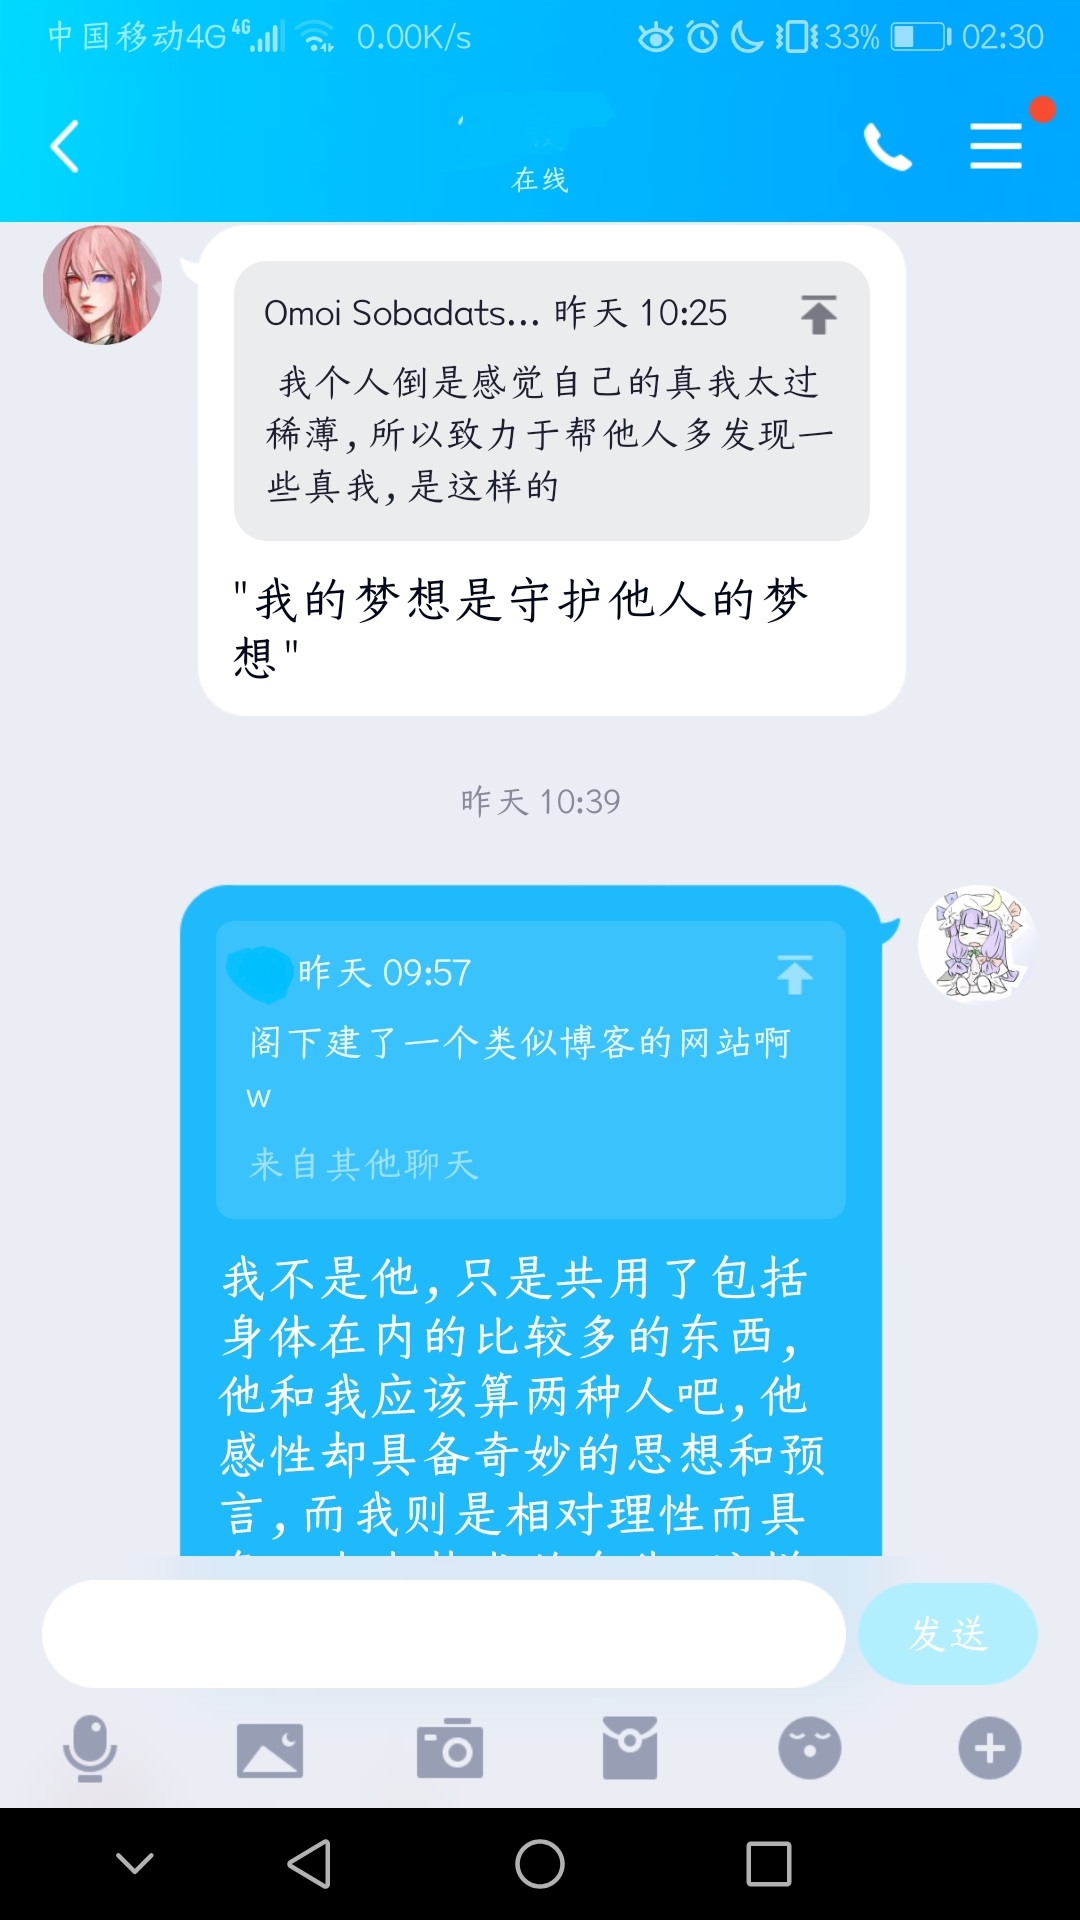 中国移动4G 4G 0.00K/s 33% 02:30
在线
Omoi Sobadats... 昨天 10:25
我个人倒是感觉自己的真我太过
稀薄,所以致力于帮他人多发现一
些真我,是这样的
"我的梦想是守护他人的梦
想"
昨天 10:39
昨天 09:57
阁下建了一个类似博客的网站啊
w
来自其他聊天
我不是他,只是共用了包括
身体在内的比较多的东西,
他和我应该算两种人吧,他
感性却具备奇妙的思想和预
言,而我则是相对理性而具
发送